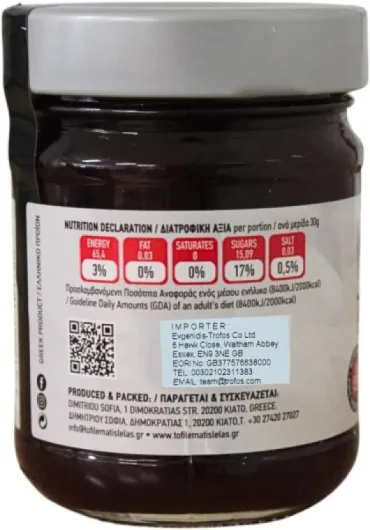 NUTRITION DECLARATION / ΔΙΑΤΡΟΦΙΚΗ ΑΞΙΑ per portion / ανά μερίδα 30g
ENERGY
65,4
3%
FAT
0,03
0%
SATURATES
0
0%
SUGARS
15,09
17%
SALT
0,03
0,5%
Προσλαμβανόμενη Ποσότητα Αναφοράς ενός μέσου ενήλικα (8400kJ/2000kcal)
/ Guideline Daily Amounts (GDA) of an adult's diet (8400kJ/2000kcal)
GREEK PRODUCT / ΕΛΛΗΝΙΚΟ ΠΡΟΪΟΝ
IMPORTER:
Evgenidis-Trofos Co Ltd
6 Hawk Close, Waltham Abbey
Essex, EN9 3NE GB
EORI No: GB377576638000
TEL: 00302102311383
EMAIL: team@trofos.com
PRODUCED & PACKED: / ΠΑΡΑΓΕΤΑΙ & ΣΥΣΚΕΥΑΖΕΤΑΙ:
DIMITRIOU SOFIA, 1 DIMOKRATIAS STR. 20200 KIATO, GREECE.
ΔΗΜΗΤΡΙΟΥ ΣΟΦΙΑ, ΔΗΜΟΚΡΑΤΙΑΣ 1, 20200 ΚΙΑΤΟ, Τ. +30 27420 27027
info@tofilematislelas.gr • www.tofilematislelas.gr